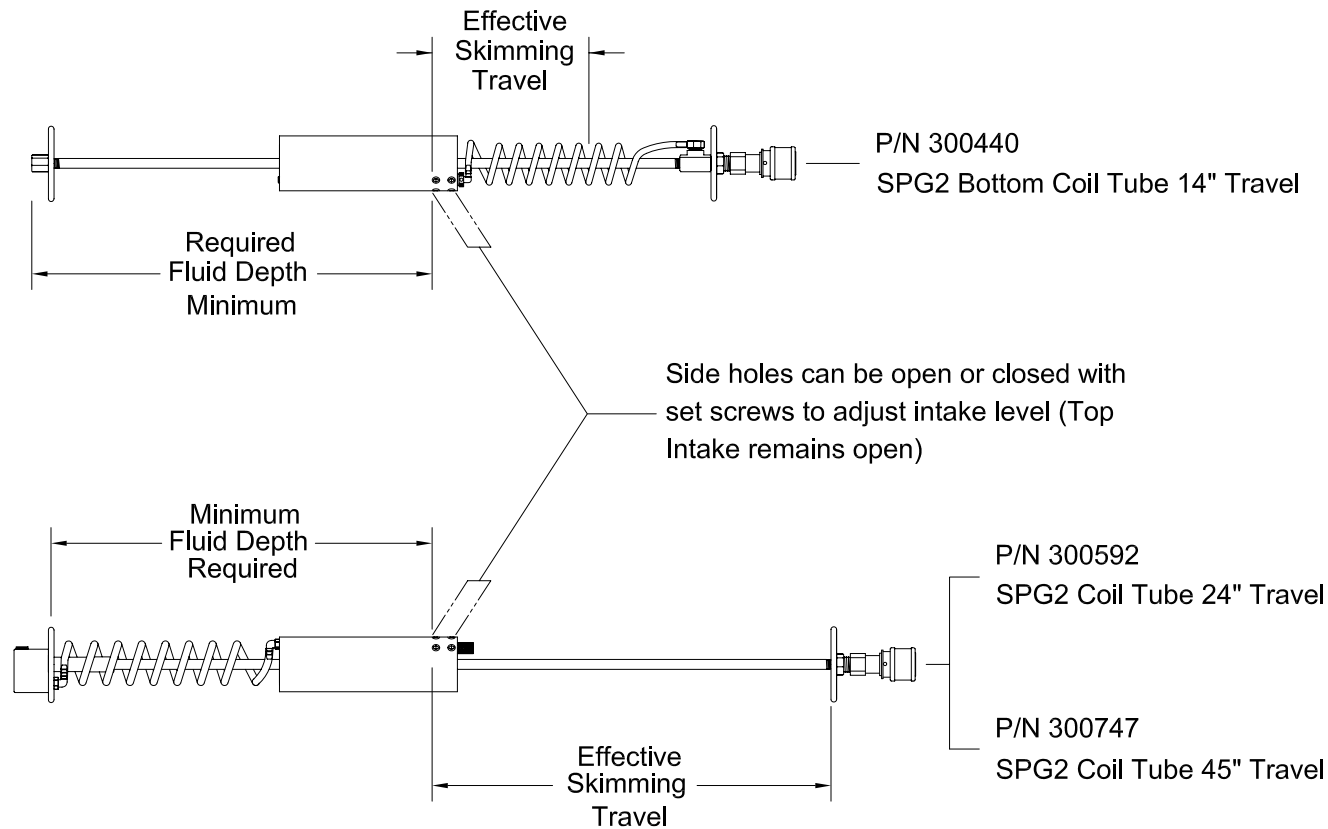 Effective
Skimming
Travel
P/N 300440
SPG2 Bottom Coil Tube 14" Travel
Required
Fluid Depth
Minimum
Side holes can be open or closed with
set screws to adjust intake level (Top
Intake remains open)
Minimum
Fluid Depth
Required
P/N 300592
SPG2 Coil Tube 24" Travel
P/N 300747
SPG2 Coil Tube 45" Travel
Effective
Skimming
Travel